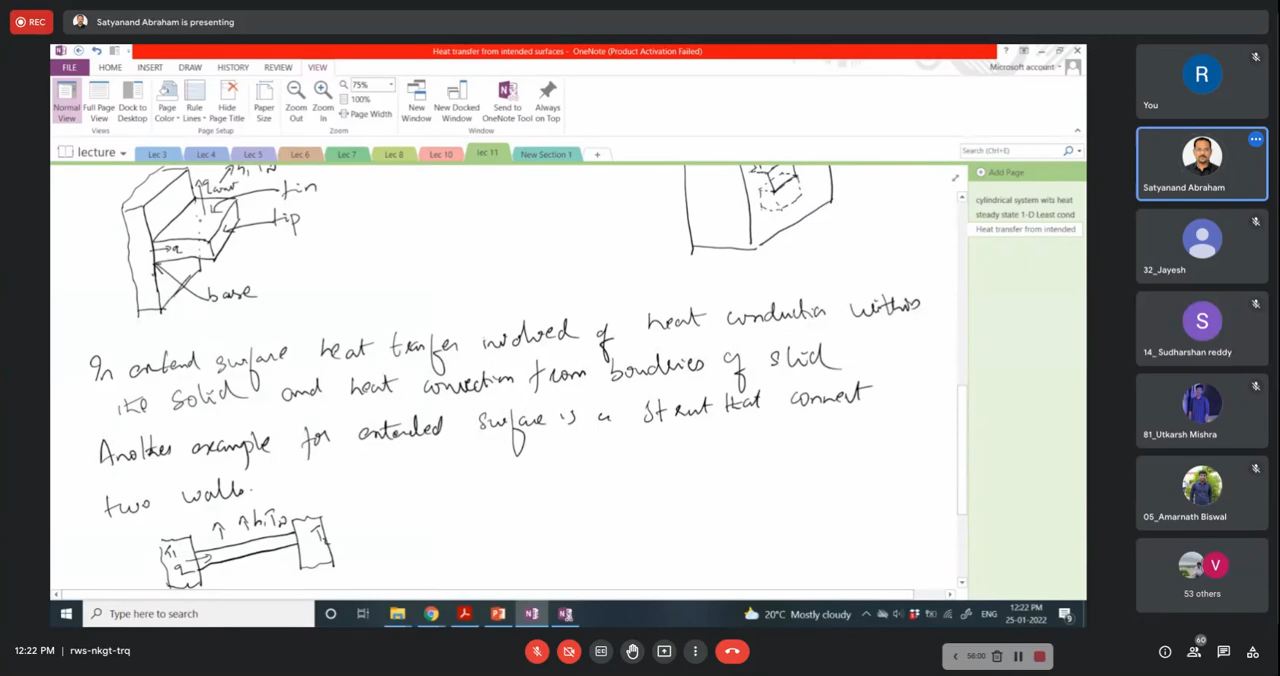 REC
Satyanand Abraham is presenting
Heat transfer from intended surfaces - OneNote (Product Activation Failed)
FILE HOME INSERT DRAW HISTORY REVIEW VIEW
Microsoft account
Normal View
Full Page View
Dock to Desktop
Views
Page Color
Rule Lines
Hide Page Title
Page Setup
Paper Size
Zoom Out
Zoom In
75%
100%
Page Width
Zoom
New Window
New Docked Window
Send to OneNote Tool
Always on Top
Window
lecture
Lec 3
Lec 4
Lec 5
Lec 6
Lec 7
Lec 8
Lec 10
lec 11
New Section 1
Search (Ctrl+E)
Add Page
cylindrical system wits heat
steady state 1-D Least cond
Heat transfer from intended
fin
tip
q
base
In extend surface heat tranfer involved of heat conduction within
the solid and heat convection from boundries of slid
Another example for extended surface is a strut that connect
two walls.
T1
q
T2
Type here to search
20°C Mostly cloudy
ENG
12:22 PM
25-01-2022
R
You
Satyanand Abraham
32_Jayesh
S
14_ Sudharshan reddy
81_Utkarsh Mishra
05_Amarnath Biswal
V
53 others
12:22 PM | rws-nkgt-trq
56:00
60